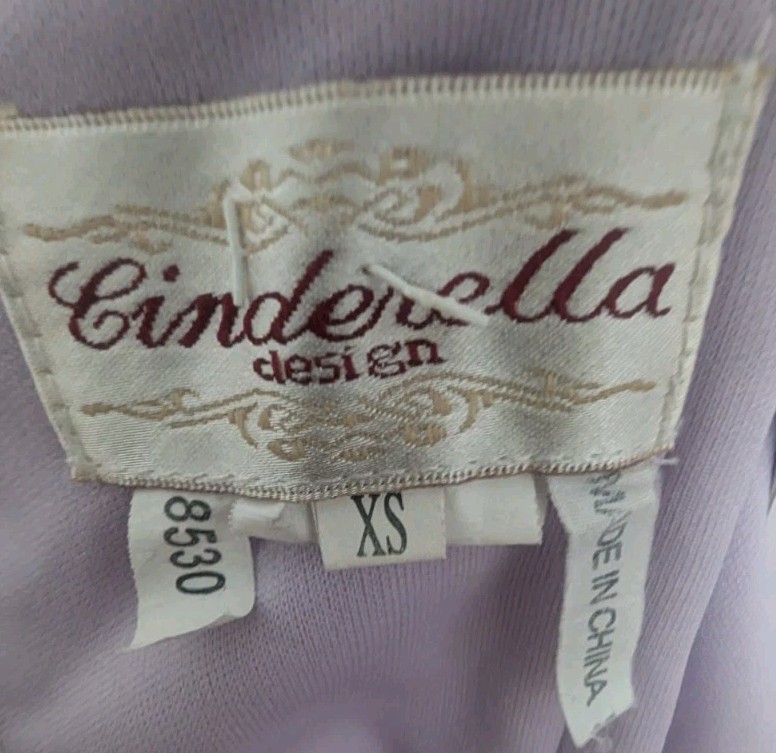 Cinderella
design
8530
XS
MADE IN CHINA